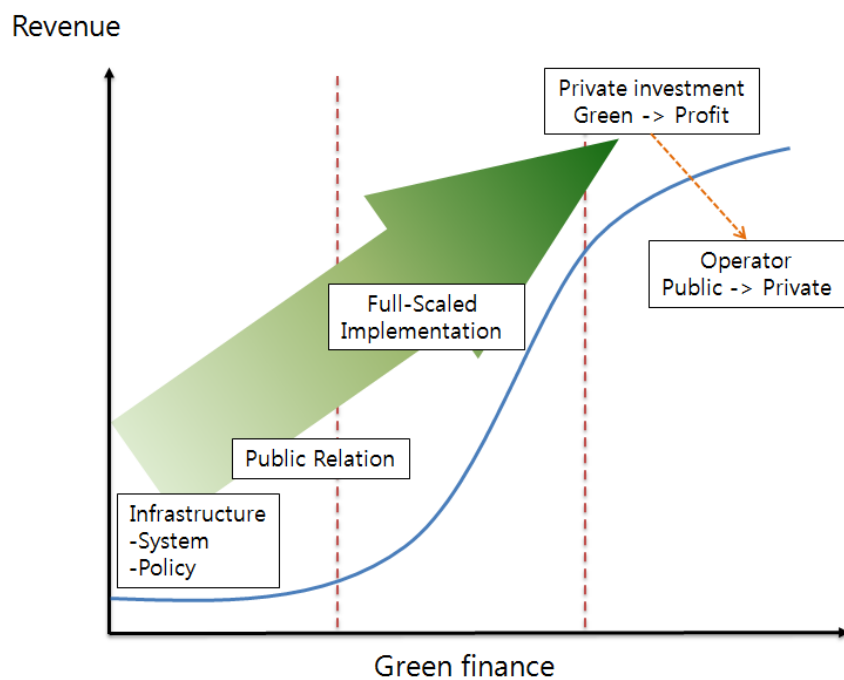 Revenue
Private investment
Green -> Profit
Operator
Public -> Private
Full-Scaled
Implementation
Public Relation
Infrastructure
-System
-Policy
Green finance